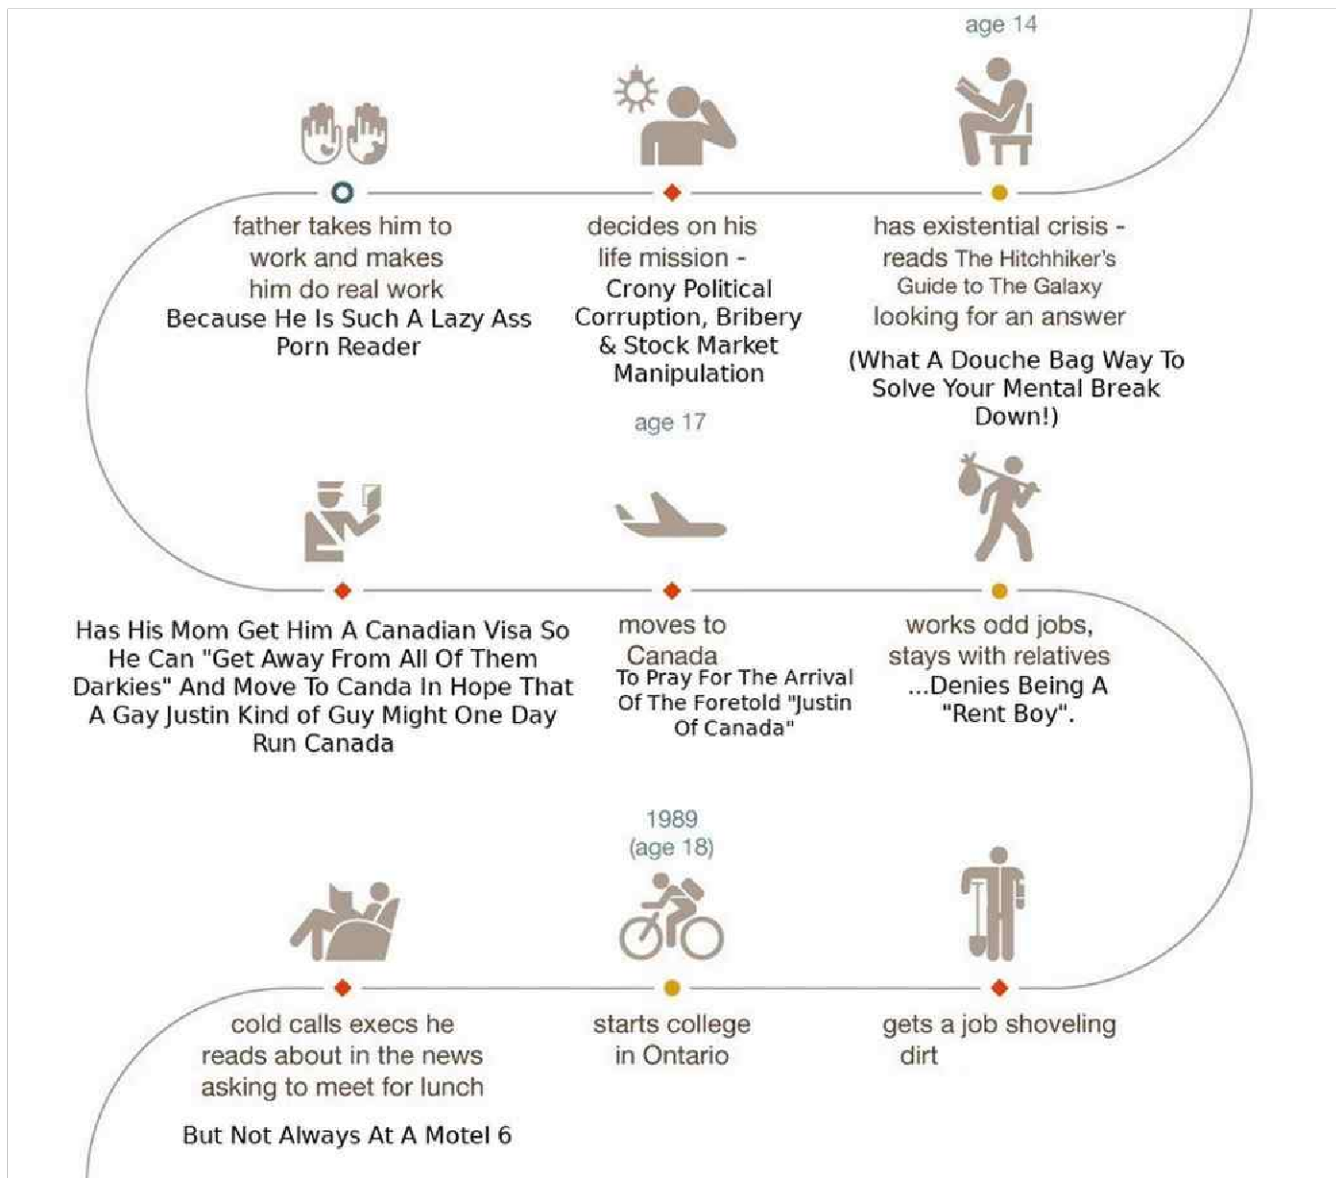 age 14
father takes him to
work and makes
him do real work
Because He Is Such A Lazy Ass
Porn Reader
decides on his
life mission -
Crony Political
Corruption, Bribery
& Stock Market
Manipulation
has existential crisis -
reads The Hitchhiker's
Guide to The Galaxy
looking for an answer
(What A Douche Bag Way To
Solve Your Mental Break
Down!)
age 17
Has His Mom Get Him A Canadian Visa So
He Can "Get Away From All Of Them
Darkies" And Move To Canda In Hope That
A Gay Justin Kind of Guy Might One Day
Run Canada
moves to
Canada
To Pray For The Arrival
Of The Foretold "Justin
Of Canada"
works odd jobs,
stays with relatives
...Denies Being A
"Rent Boy".
1989
(age 18)
cold calls execs he
reads about in the news
asking to meet for lunch
But Not Always At A Motel 6
starts college
in Ontario
gets a job shoveling
dirt